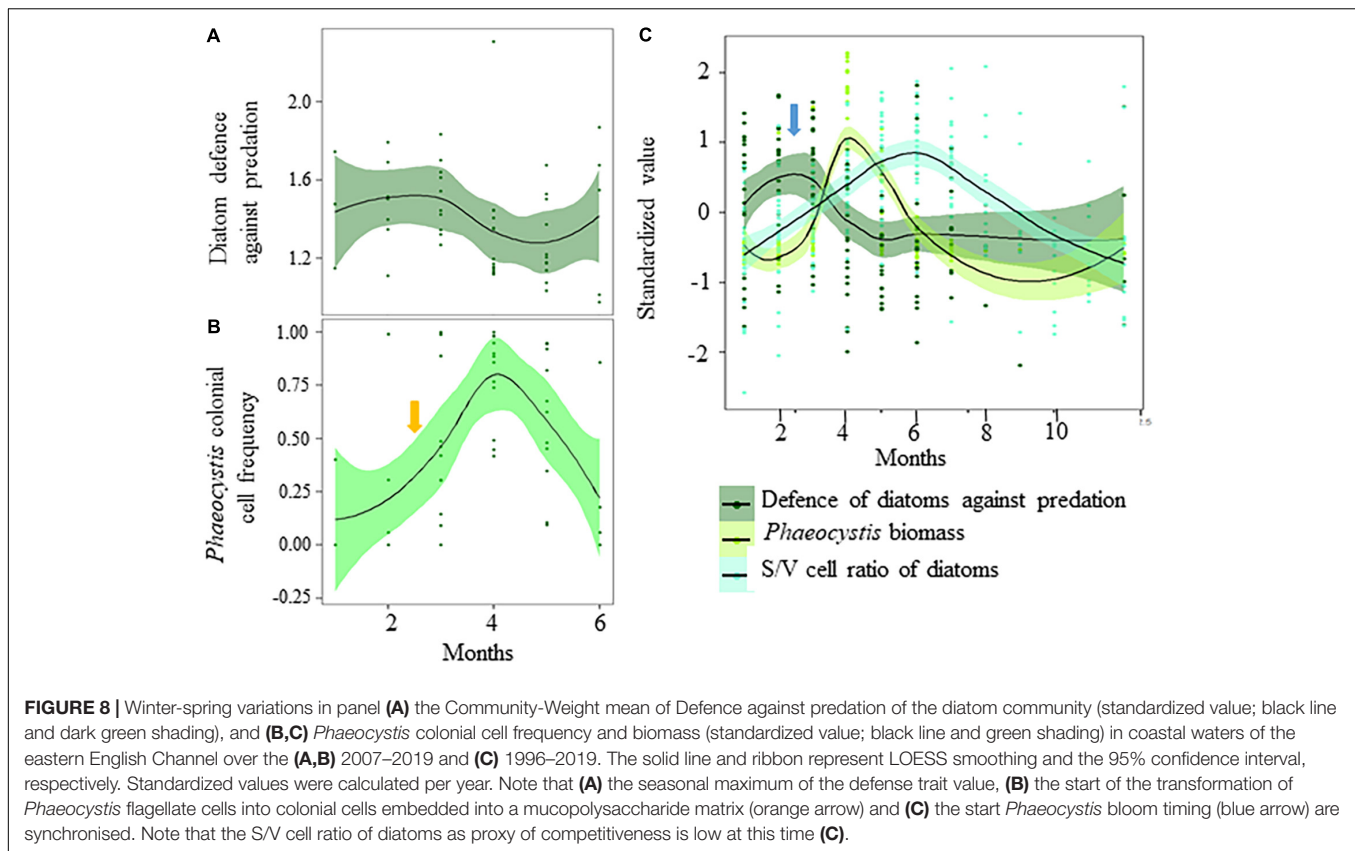 A
Diatom defence
against predation
2.0
1.6
1.2
B
Phaeocystis colonial
cell frequency
1.00
0.75
0.50
0.25
0.00
-0.25
2 4 6
Months
C
Standardized value
2
1
0
-1
-2
2 4 6 8 10
Months
Defence of diatoms against predation
Phaeocystis biomass
S/V cell ratio of diatoms
FIGURE 8 | Winter-spring variations in panel (A) the Community-Weight mean of Defence against predation of the diatom community (standardized value; black line
and dark green shading), and (B,C) Phaeocystis colonial cell frequency and biomass (standardized value; black line and green shading) in coastal waters of the
eastern English Channel over the (A,B) 2007–2019 and (C) 1996–2019. The solid line and ribbon represent LOESS smoothing and the 95% confidence interval,
respectively. Standardized values were calculated per year. Note that (A) the seasonal maximum of the defense trait value, (B) the start of the transformation of
Phaeocystis flagellate cells into colonial cells embedded into a mucopolysaccharide matrix (orange arrow) and (C) the start Phaeocystis bloom timing (blue arrow) are
synchronised. Note that the S/V cell ratio of diatoms as proxy of competitiveness is low at this time (C).